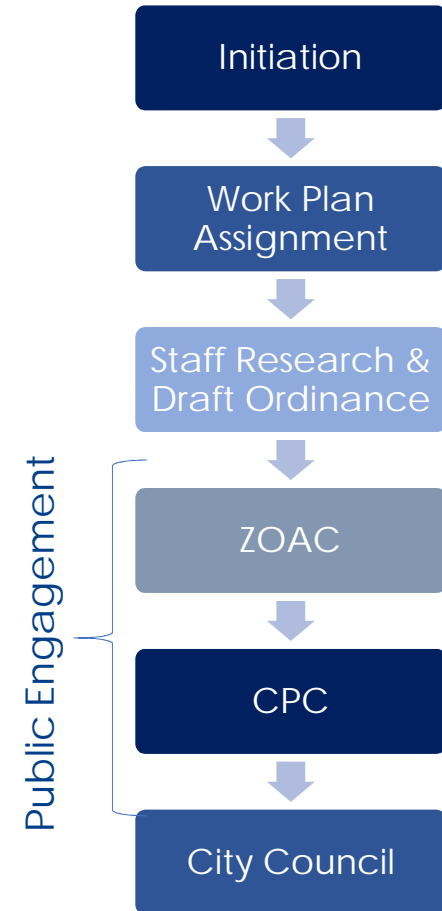 Initiation
Work Plan
Assignment
Staff Research &
Draft Ordinance
Public Engagement
ZOAC
CPC
City Council